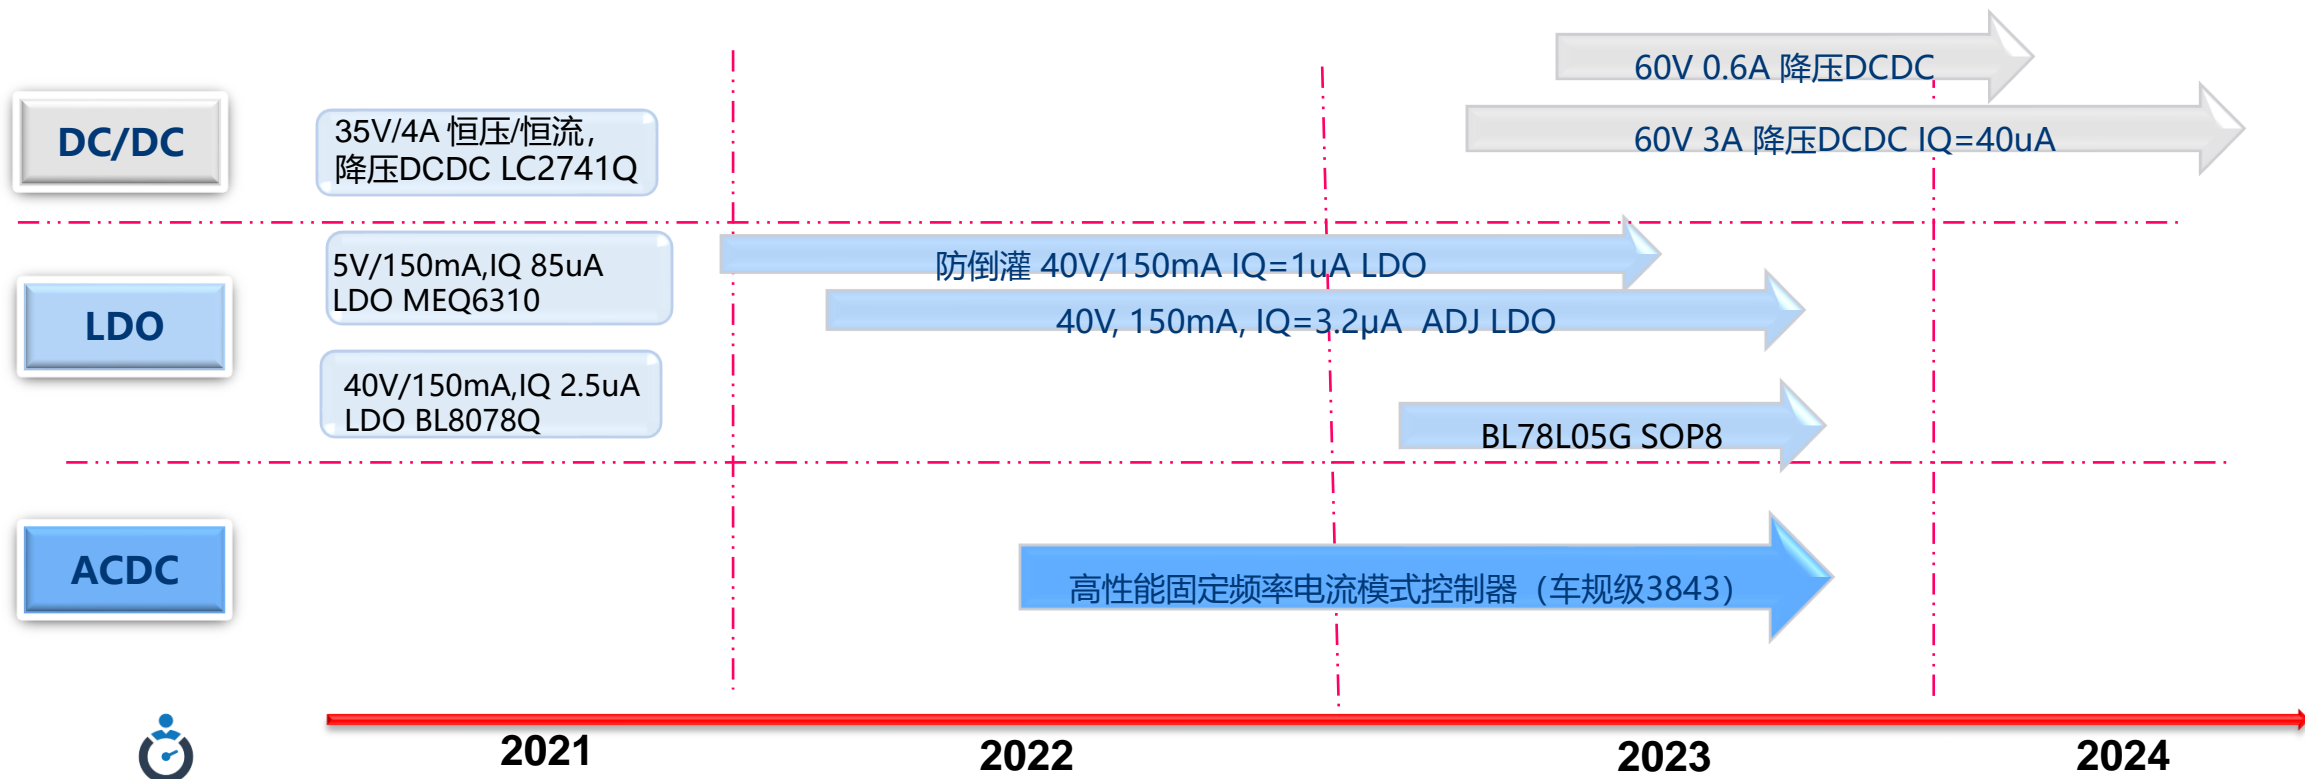 60V 0.6A 降压DCDC
DC/DC
35V/4A 恒压/恒流,
降压DCDC LC2741Q
60V 3A 降压DCDC IQ=40uA
LDO
5V/150mA,IQ 85uA
LDO MEQ6310
防倒灌 40V/150mA IQ=1uA LDO
40V, 150mA, IQ=3.2μA ADJ LDO
40V/150mA,IQ 2.5uA
LDO BL8078Q
BL78L05G SOP8
ACDC
高性能固定频率电流模式控制器（车规级3843）
2021
2022
2023
2024